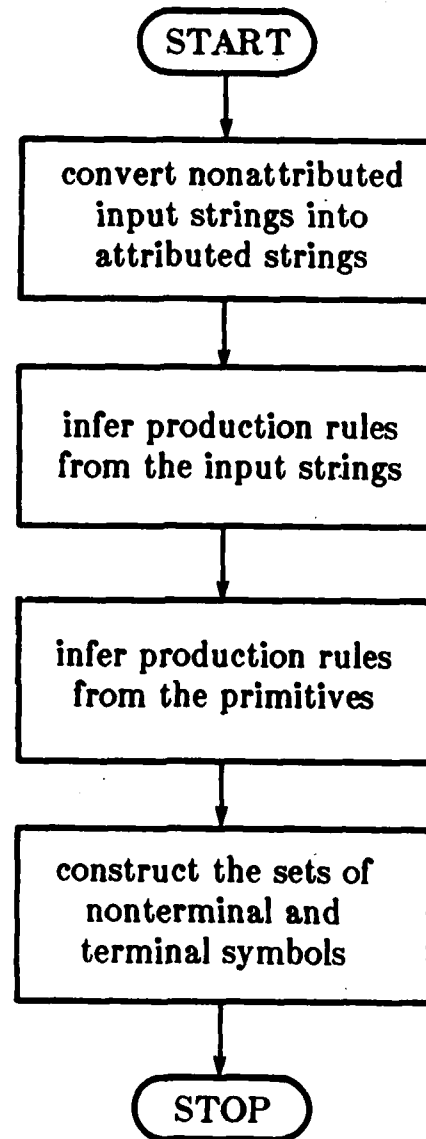 START
convert nonattributed
input strings into
attributed strings
infer production rules
from the input strings
infer production rules
from the primitives
construct the sets of
nonterminal and
terminal symbols
STOP